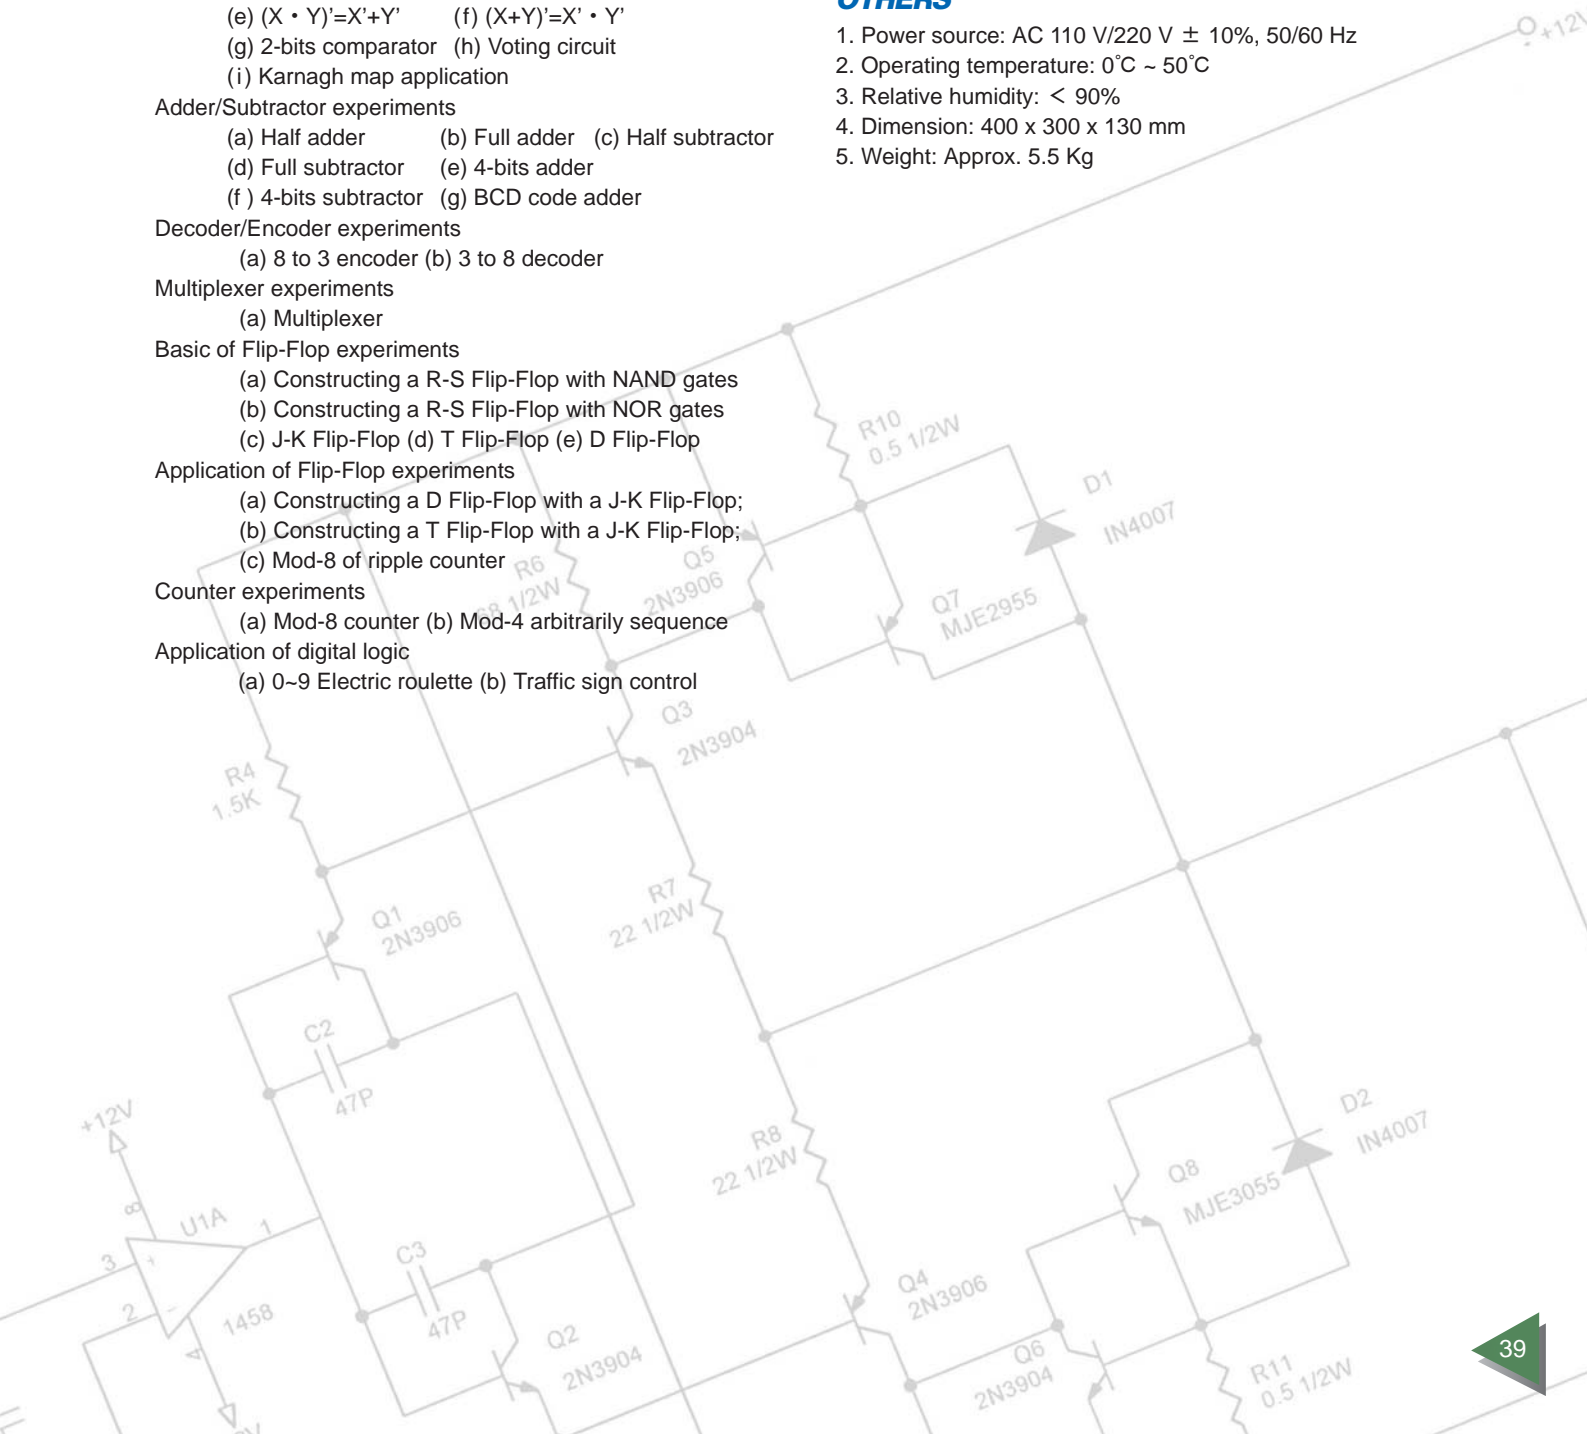 (e) (X・Y)’=X’+Y’ (f) (X+Y)’=X’・Y’
(g) 2-bits comparator (h) Voting circuit
(i) Karnagh map application
Adder/Subtractor experiments
(a) Half adder (b) Full adder (c) Half subtractor
(d) Full subtractor (e) 4-bits adder
(f ) 4-bits subtractor (g) BCD code adder
Decoder/Encoder experiments
(a) 8 to 3 encoder (b) 3 to 8 decoder
Multiplexer experiments
(a) Multiplexer
Basic of Flip-Flop experiments
(a) Constructing a R-S Flip-Flop with NAND gates
(b) Constructing a R-S Flip-Flop with NOR gates
(c) J-K Flip-Flop (d) T Flip-Flop (e) D Flip-Flop
Application of Flip-Flop experiments
(a) Constructing a D Flip-Flop with a J-K Flip-Flop;
(b) Constructing a T Flip-Flop with a J-K Flip-Flop;
(c) Mod-8 of ripple counter
Counter experiments
(a) Mod-8 counter (b) Mod-4 arbitrarily sequence
Application of digital logic
(a) 0~9 Electric roulette (b) Traffic sign control
OTHERS
1. Power source: AC 110 V/220 V ± 10%, 50/60 Hz
2. Operating temperature: 0℃ ~ 50℃
3. Relative humidity: < 90%
4. Dimension: 400 x 300 x 130 mm
5. Weight: Approx. 5.5 Kg
+12V
R10
0.5 1/2W
D1
IN4007
R6
68 1/2W
Q5
2N3906
Q7
MJE2955
Q3
2N3904
R4
1.5K
Q1
2N3906
R7
22 1/2W
C2
47P
+12V
R8
22 1/2W
D2
IN4007
Q8
MJE3055
8
U1A
1
3
+
2
-
1458
4
C3
47P
Q2
2N3904
Q4
2N3906
Q6
2N3904
R11
0.5 1/2W
39